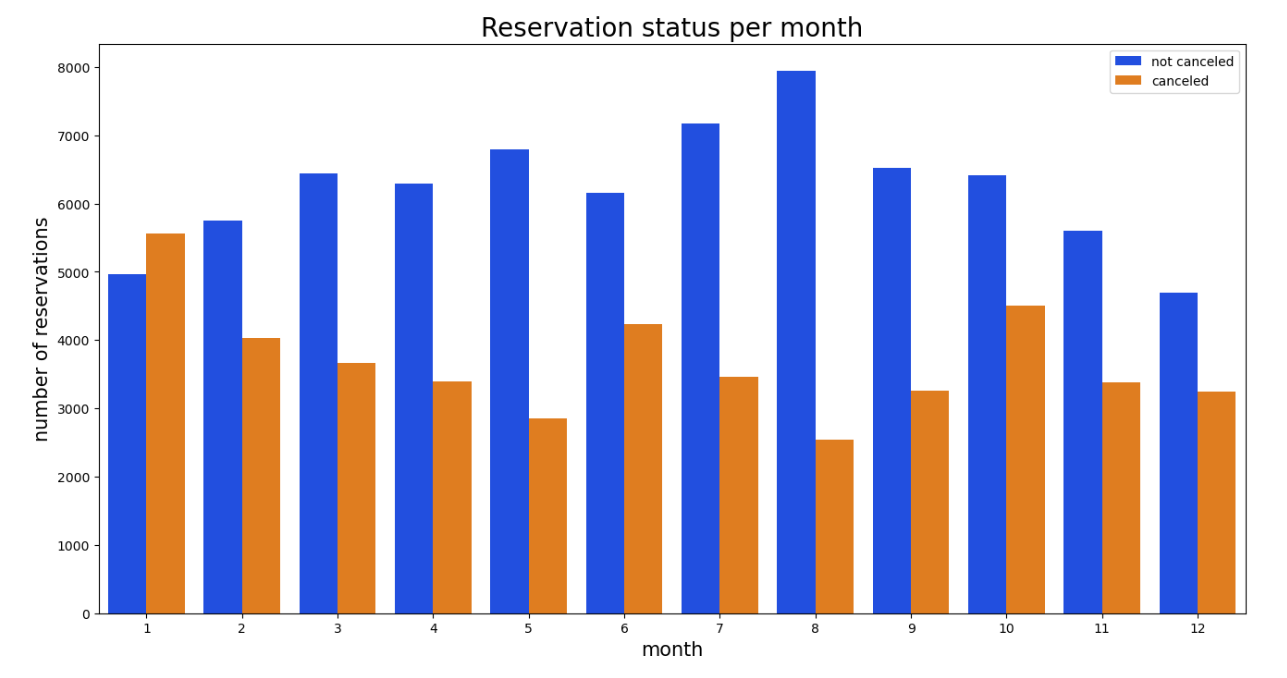 Reservation status per month
not canceled
canceled
number of reservations
8000
7000
6000
5000
4000
3000
2000
1000
0
1 2 3 4 5 6 7 8 9 10 11 12
month